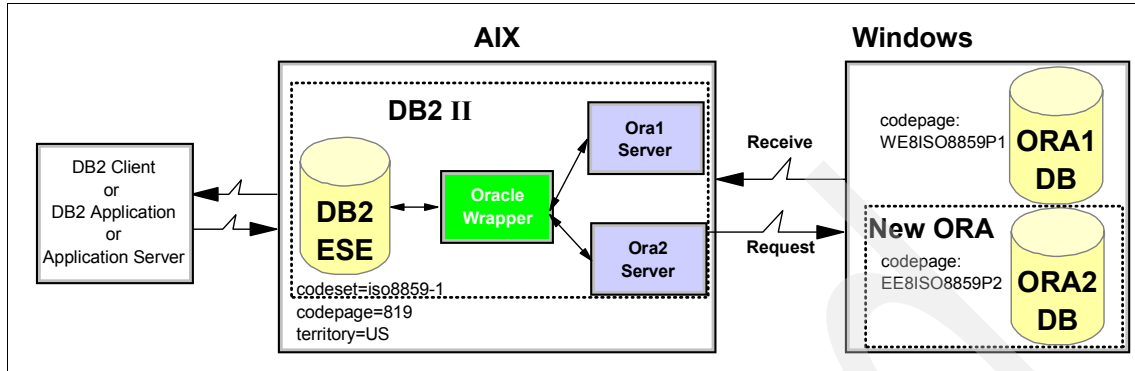 AIX
Windows
DB2 Client
or
DB2 Application
or
Application Server
DB2 II
DB2
ESE
codeset=iso8859-1
codepage=819
territory=US
Oracle
Wrapper
Ora1
Server
Ora2
Server
Receive
Request
codepage:
WE8ISO8859P1
ORA1
DB
New ORA
codepage:
EE8ISO8859P2
ORA2
DB